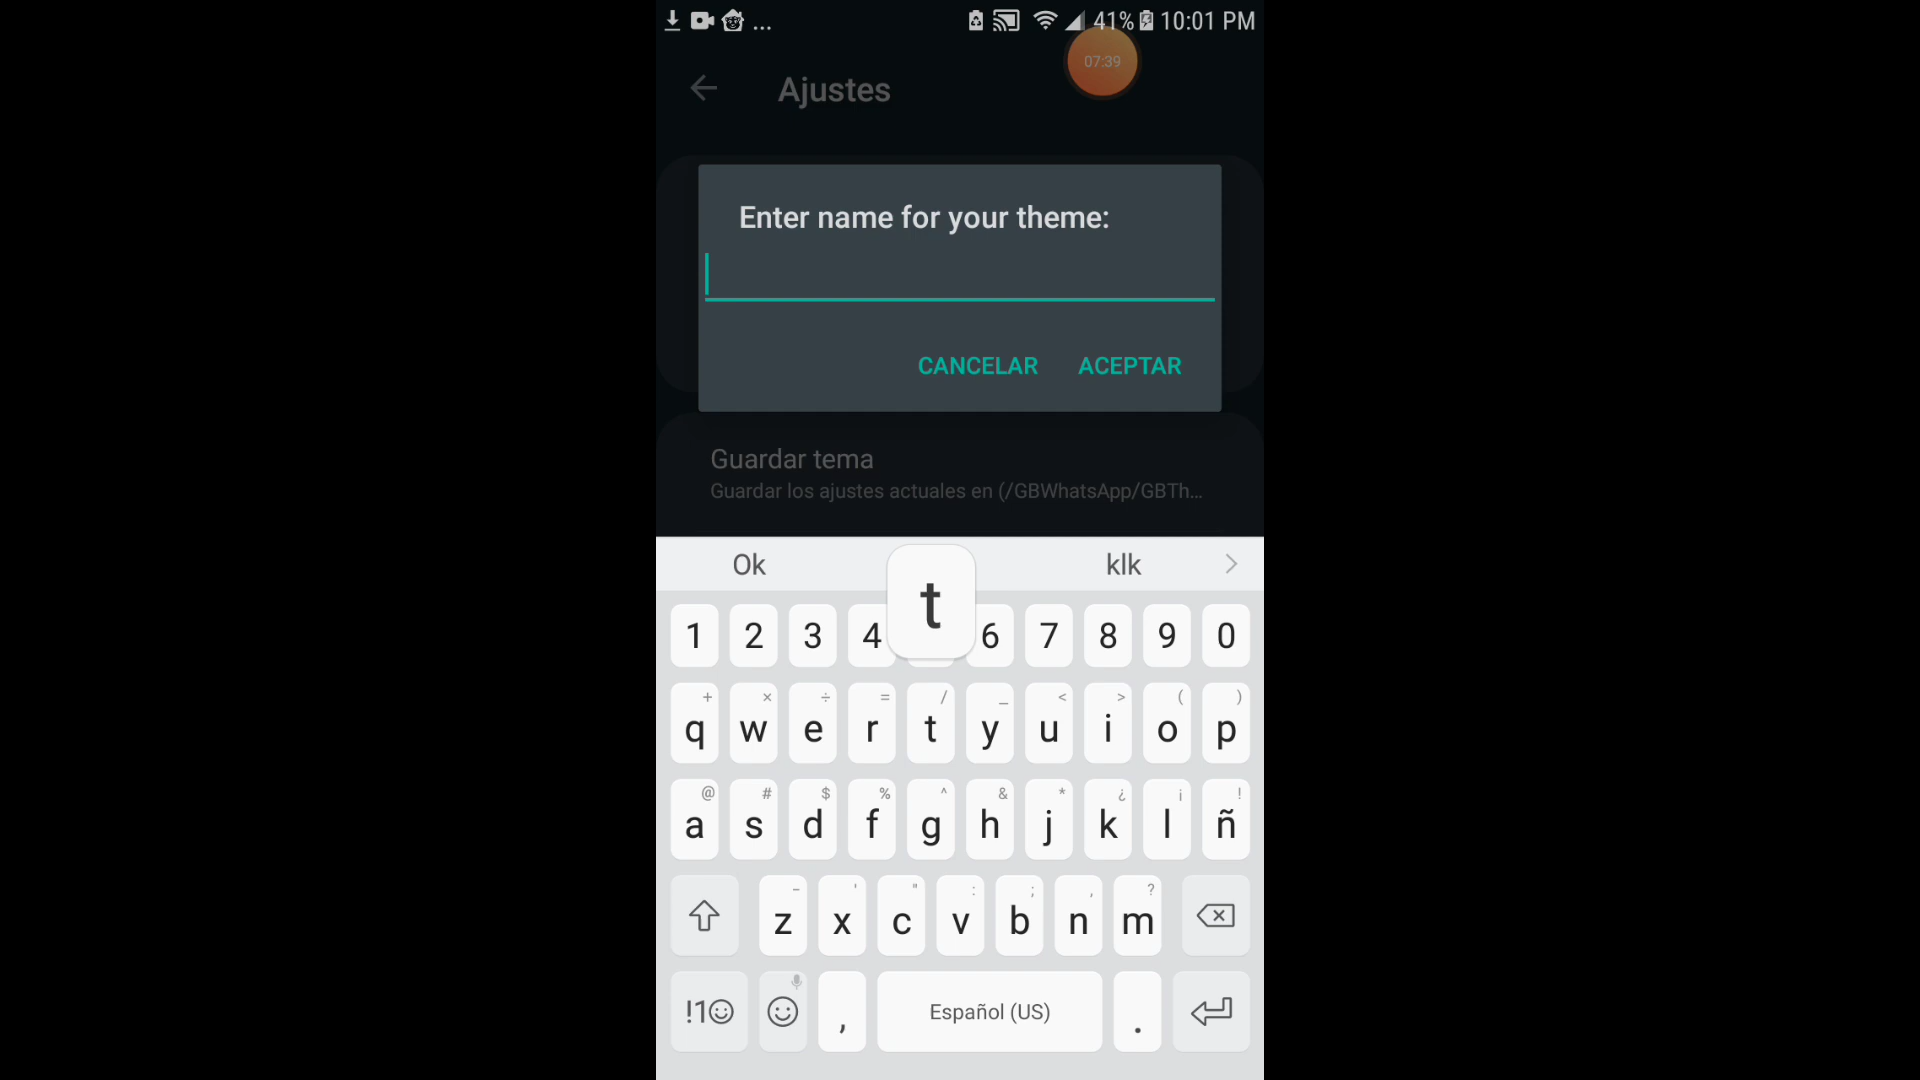 ... 41% 10:01 PM
07:39
Ajustes
Enter name for your theme:
CANCELAR ACEPTAR
Guardar tema
Guardar los ajustes actuales en (/GBWhatsApp/GBTh...
Ok klk
t
1 2 3 4 6 7 8 9 0
+ × ÷ = / _ < > ( )
q w e r t y u i o p
@ # $ % ^ & * ¿ ¡ !
a s d f g h j k l ñ
- ' " : ; , ?
z x c v b n m
!1☺ , Español (US) .